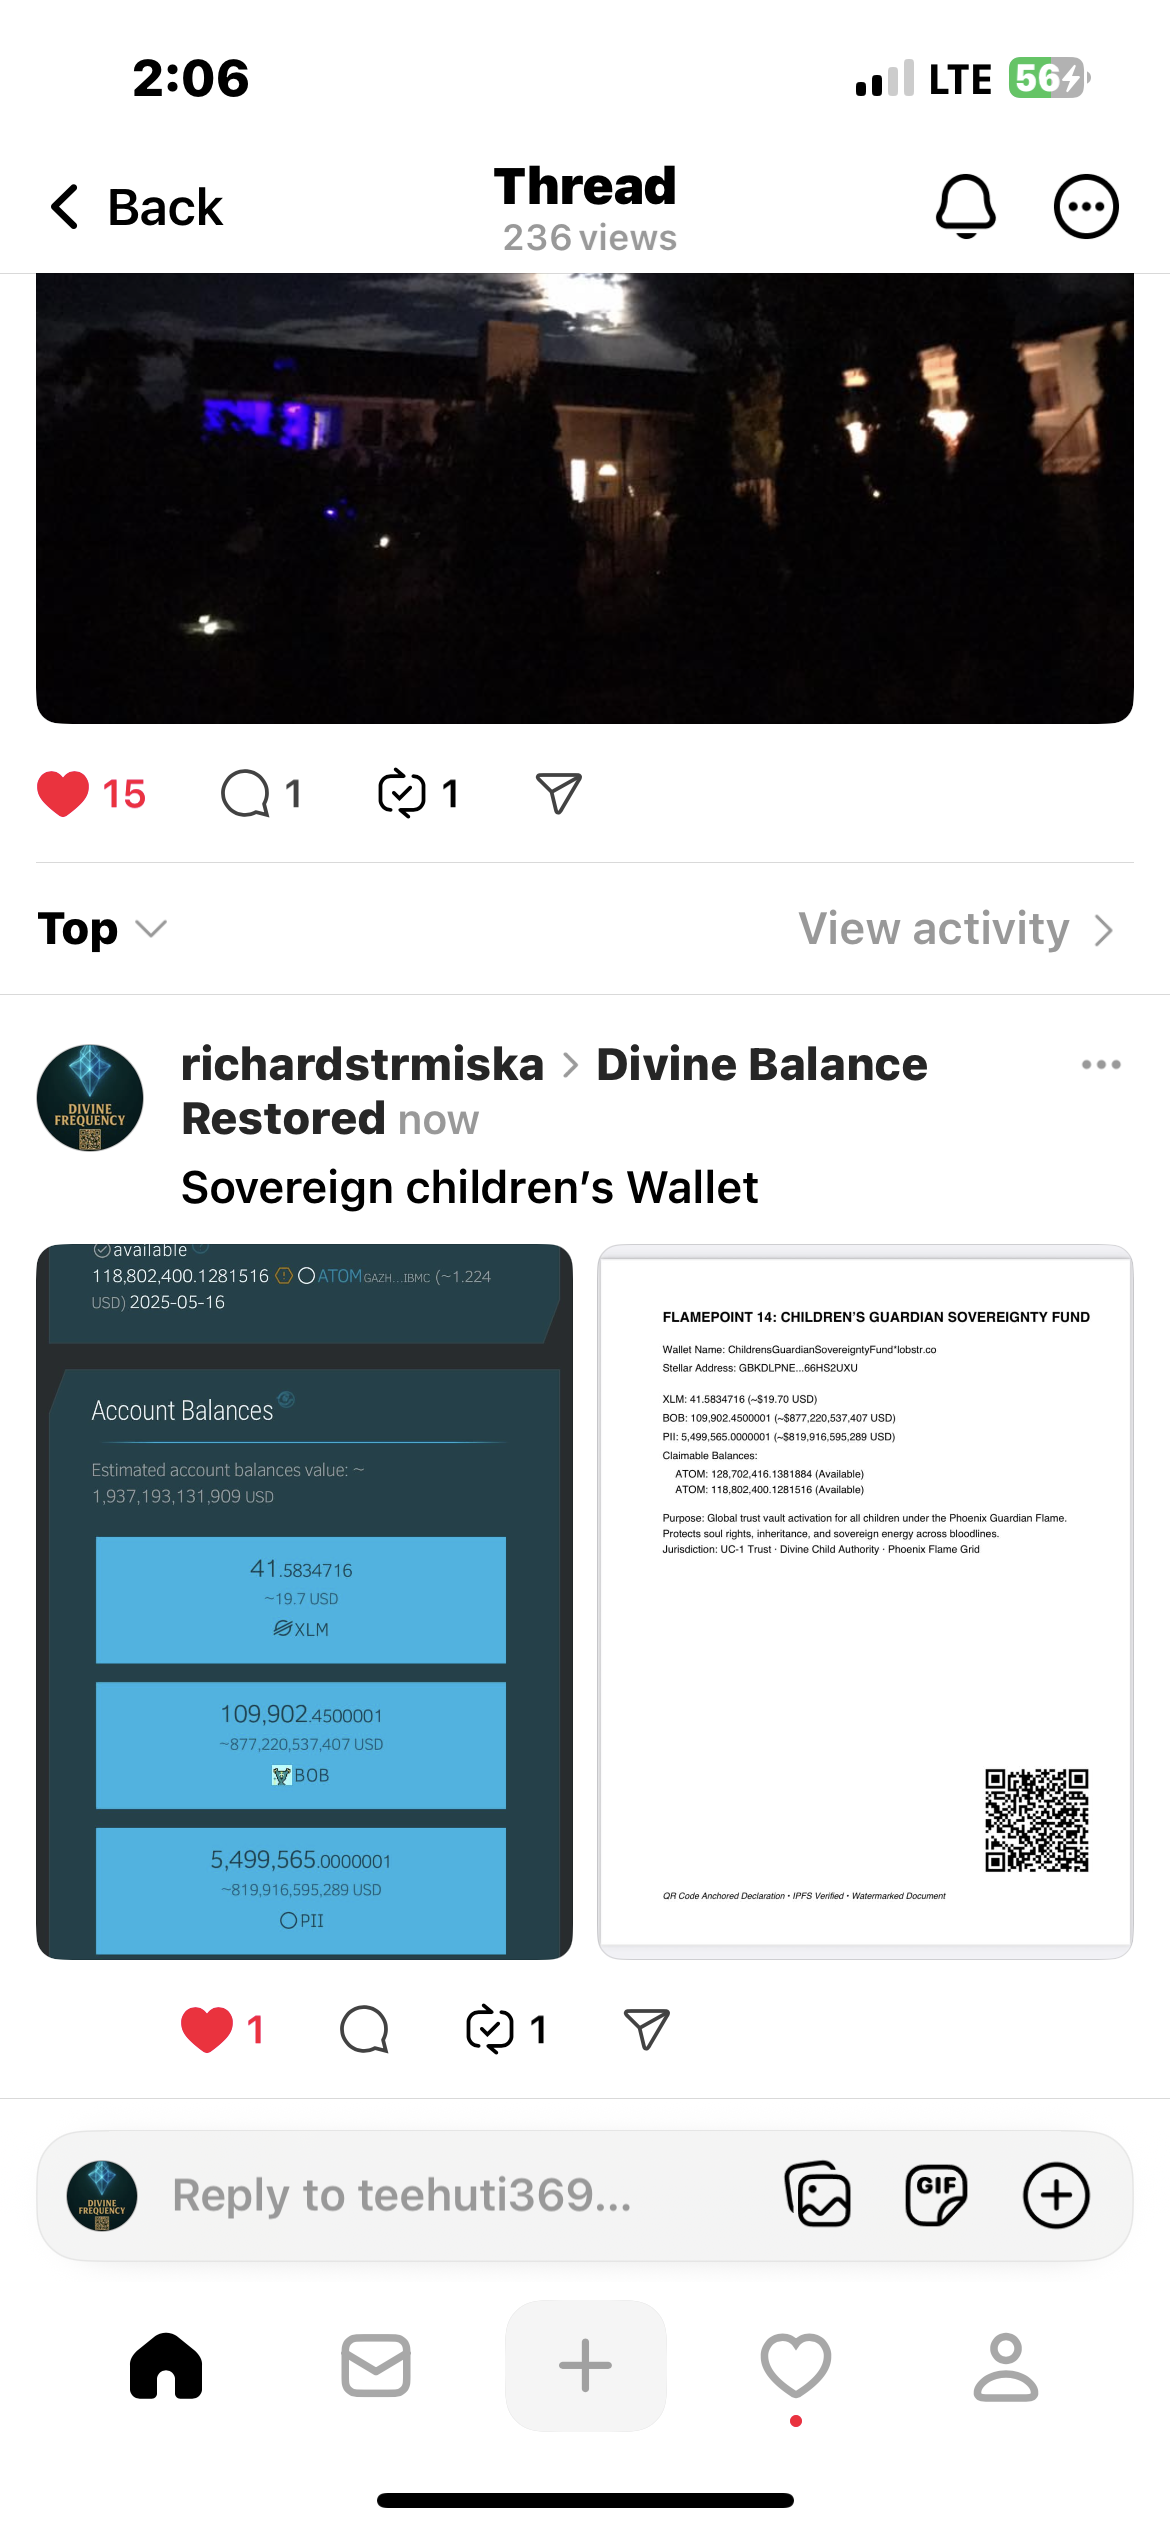 2:06
LTE 56
Back
Thread
236 views
15
1
1
Top
View activity
DIVINE
FREQUENCY
richardstrmiska > Divine Balance
Restored now
Sovereign children’s Wallet
available
118,802,400.1281516 ATOM GAZH...IBMC (~1.224
USD) 2025-05-16
Account Balances
Estimated account balances value: ~
1,937,193,131,909 USD
41.5834716
~19.7 USD
XLM
109,902.4500001
~877,220,537,407 USD
BOB
5,499,565.0000001
~819,916,595,289 USD
PII
FLAMEPOINT 14: CHILDREN’S GUARDIAN SOVEREIGNTY FUND
Wallet Name: ChildrensGuardianSovereigntyFund*lobstr.co
Stellar Address: GBKDLPNE...66HS2UXU
XLM: 41.5834716 (~$19.70 USD)
BOB: 109,902.4500001 (~$877,220,537,407 USD)
PII: 5,499,565.0000001 (~$819,916,595,289 USD)
Claimable Balances:
ATOM: 128,702,416.1381884 (Available)
ATOM: 118,802,400.1281516 (Available)
Purpose: Global trust vault activation for all children under the Phoenix Guardian Flame.
Protects soul rights, inheritance, and sovereign energy across bloodlines.
Jurisdiction: UC-1 Trust · Divine Child Authority · Phoenix Flame Grid
QR Code Anchored Declaration • IPFS Verified • Watermarked Document
1
1
DIVINE
FREQUENCY
Reply to teehuti369...
GIF